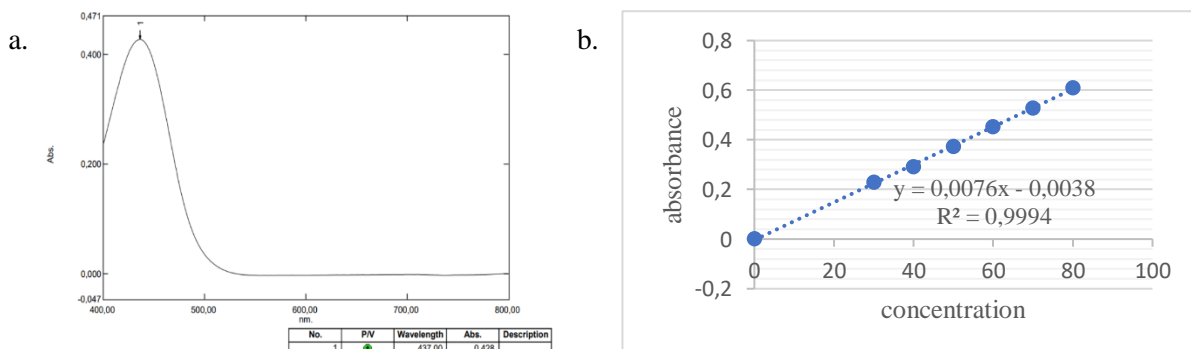 a.
0,471
0,400
0,200
0,000
-0,047
Abs.
1
400,00 500,00 600,00 700,00 800,00
nm.
No. P/V Wavelength Abs. Description
1 437,00 0,428
b.
0,8
0,6
0,4
0,2
0
-0,2
absorbance
y = 0,0076x - 0,0038
R² = 0,9994
0 20 40 60 80 100
concentration